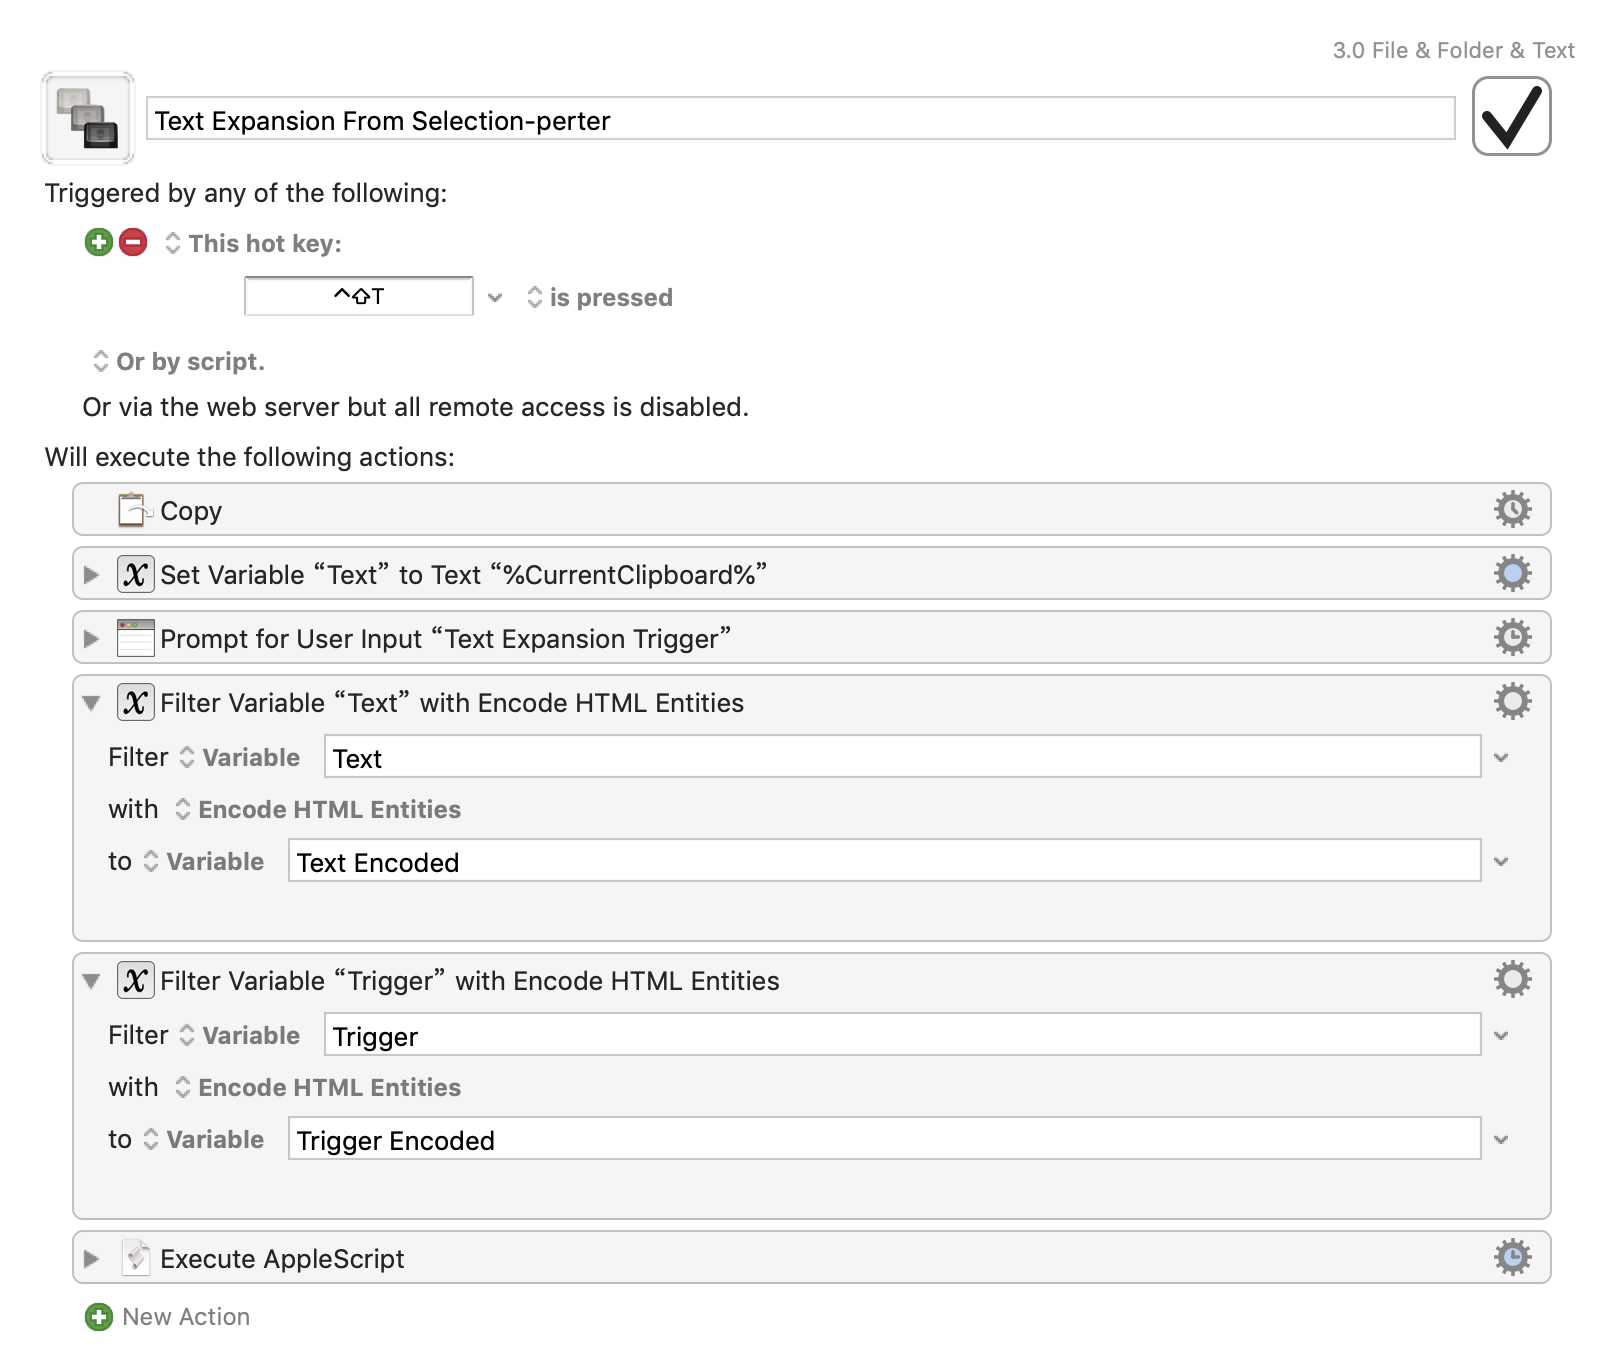 3.0 File & Folder & Text
Text Expansion From Selection-perter
Triggered by any of the following:
This hot key:
^⇧T
is pressed
Or by script.
Or via the web server but all remote access is disabled.
Will execute the following actions:
Copy
Set Variable “Text” to Text “%CurrentClipboard%”
Prompt for User Input “Text Expansion Trigger”
Filter Variable “Text” with Encode HTML Entities
Filter Variable Text
with Encode HTML Entities
to Variable Text Encoded
Filter Variable “Trigger” with Encode HTML Entities
Filter Variable Trigger
with Encode HTML Entities
to Variable Trigger Encoded
Execute AppleScript
New Action